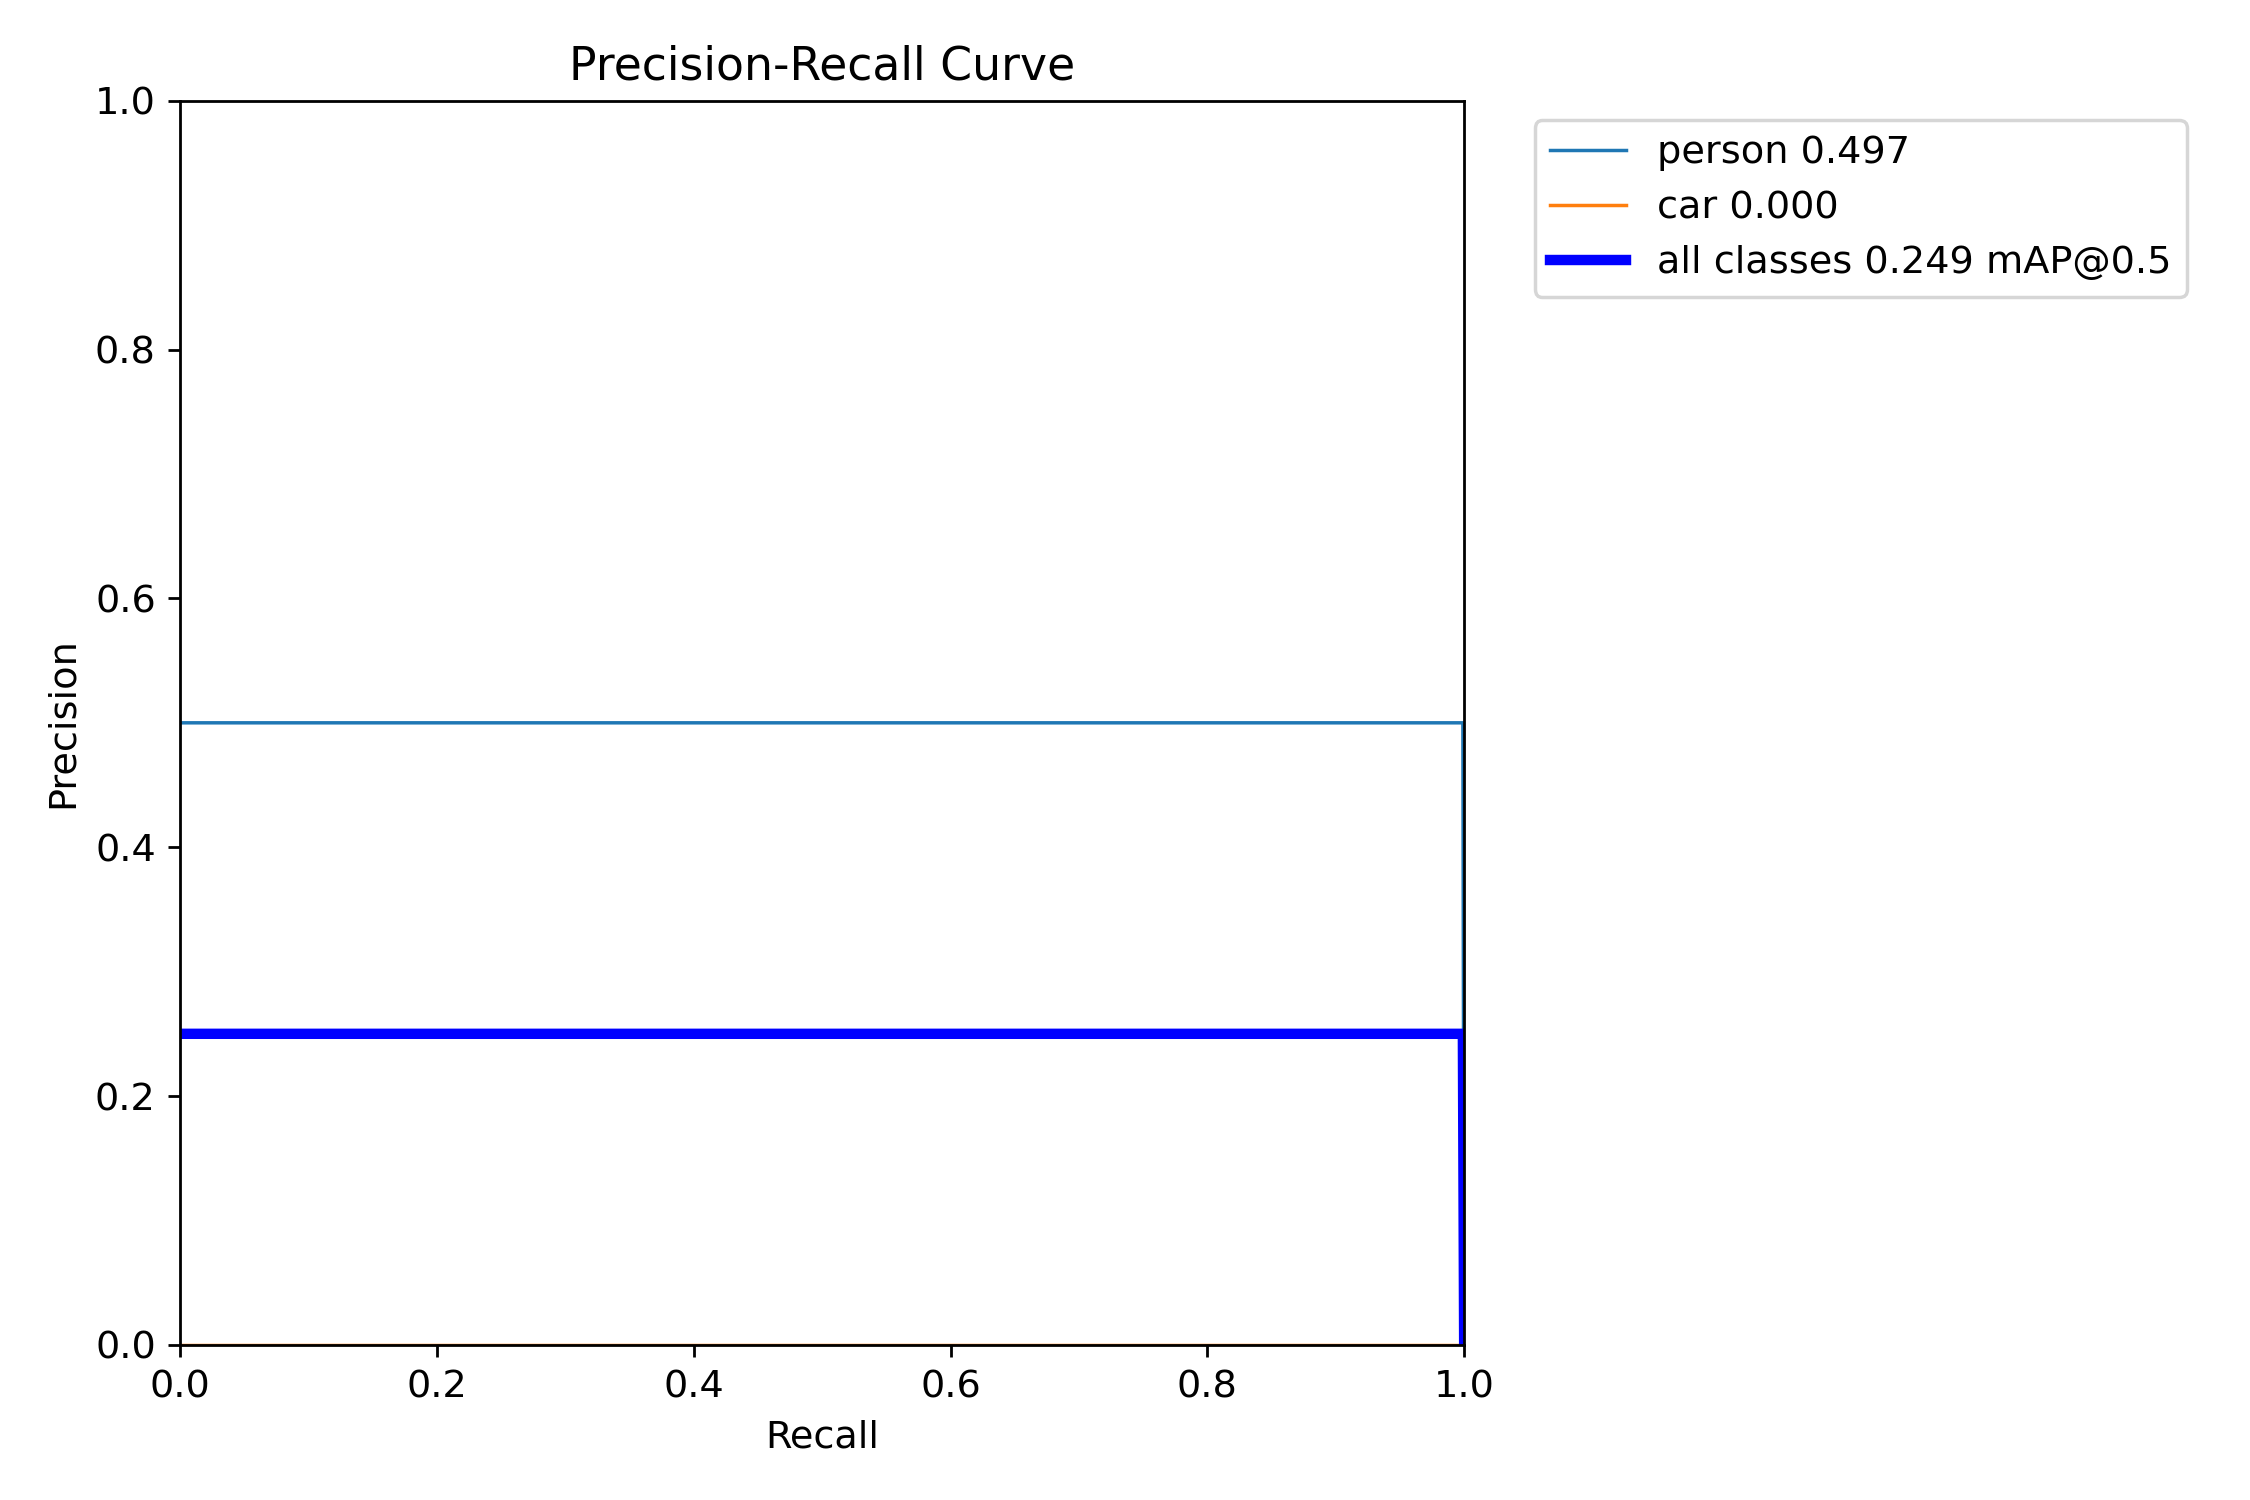 Precision-Recall Curve
person 0.497
car 0.000
all classes 0.249 mAP@0.5
1.0
0.8
0.6
0.4
0.2
0.0
Precision
0.0 0.2 0.4 0.6 0.8 1.0
Recall